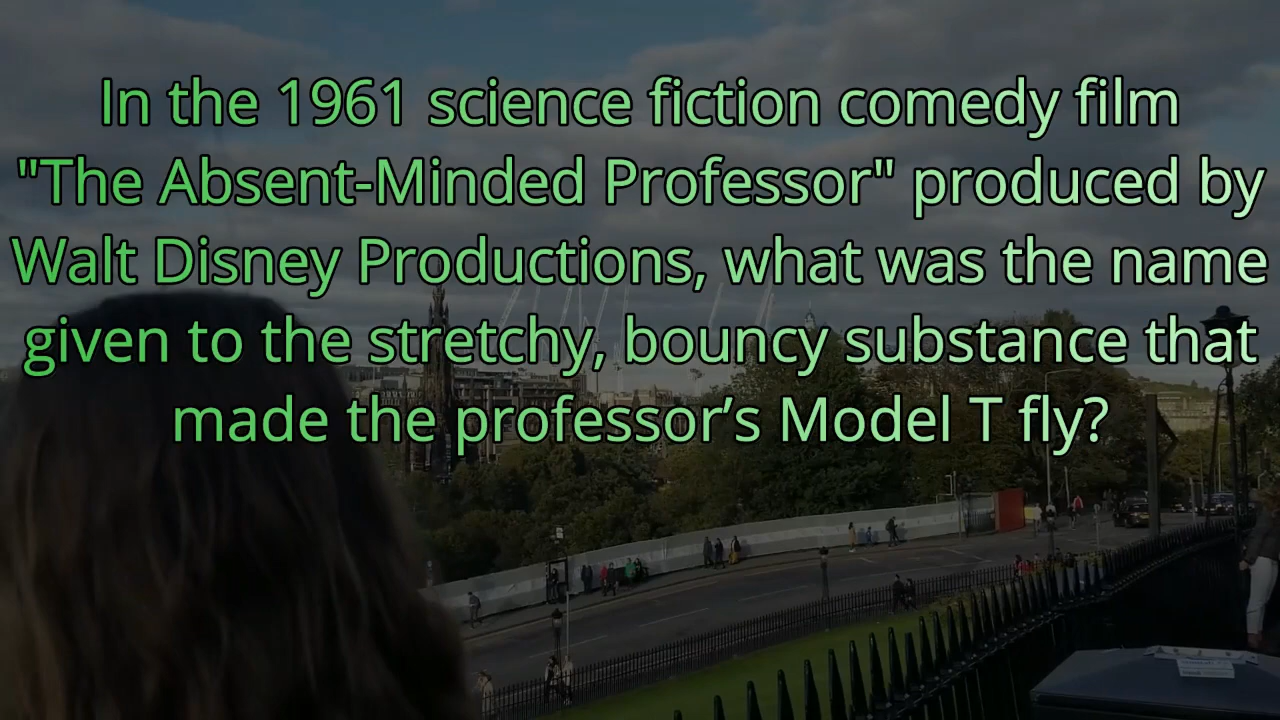 In the 1961 science fiction comedy film
"The Absent-Minded Professor" produced by
Walt Disney Productions, what was the name
given to the stretchy, bouncy substance that
made the professor’s Model T fly?